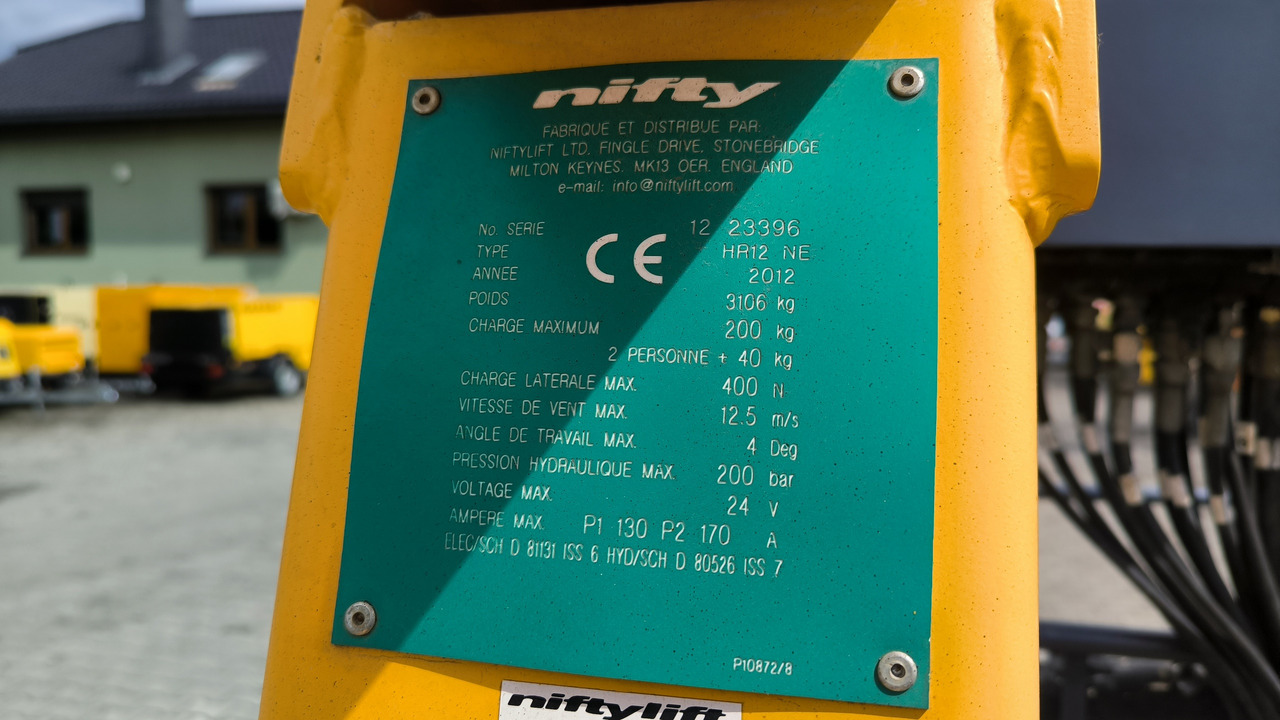 nifty
FABRIQUE ET DISTRIBUE PAR:
NIFTYLIFT LTD. FINGLE DRIVE, STONEBRIDGE
MILTON KEYNES. MK13 OER. ENGLAND
e-mail: info@niftylift.com
No. SERIE 12 23396
TYPE HR12 NE
ANNEE 2012
CE
POIDS 3106 kg
CHARGE MAXIMUM 200 kg
2 PERSONNE + 40 kg
CHARGE LATERALE MAX. 400 N
VITESSE DE VENT MAX. 12.5 m/s
ANGLE DE TRAVAIL MAX. 4 Deg
PRESSION HYDRAULIQUE MAX. 200 bar
VOLTAGE MAX. 24 V
AMPERE MAX. P1 130 P2 170 A
ELEC/SCH D 81131 ISS 6 HYD/SCH D 80526 ISS 7
P10872/8
niftylift